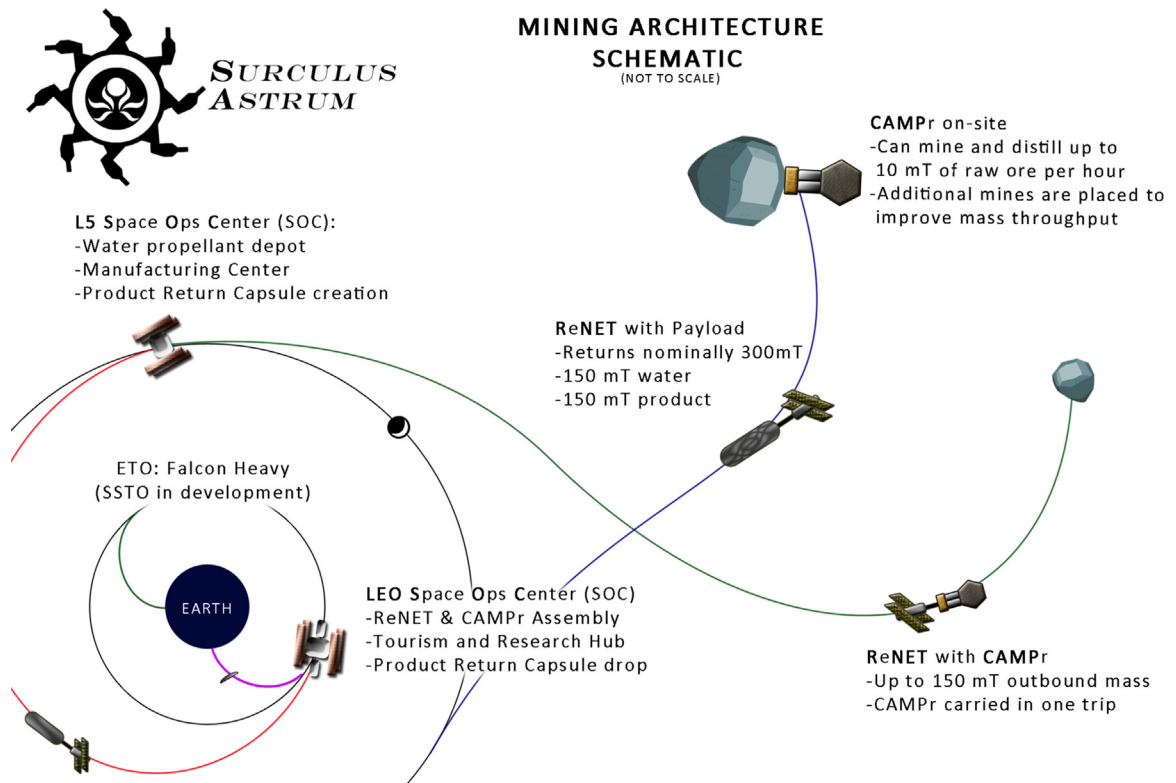 SURCULUS
ASTRUM
MINING ARCHITECTURE
SCHEMATIC
(NOT TO SCALE)
CAMPr on-site
-Can mine and distill up to
10 mT of raw ore per hour
-Additional mines are placed to
improve mass throughput
L5 Space Ops Center (SOC):
-Water propellant depot
-Manufacturing Center
-Product Return Capsule creation
ReNET with Payload
-Returns nominally 300mT
-150 mT water
-150 mT product
ETO: Falcon Heavy
(SSTO in development)
EARTH
LEO Space Ops Center (SOC)
-ReNET & CAMPr Assembly
-Tourism and Research Hub
-Product Return Capsule drop
ReNET with CAMPr
-Up to 150 mT outbound mass
-CAMPr carried in one trip